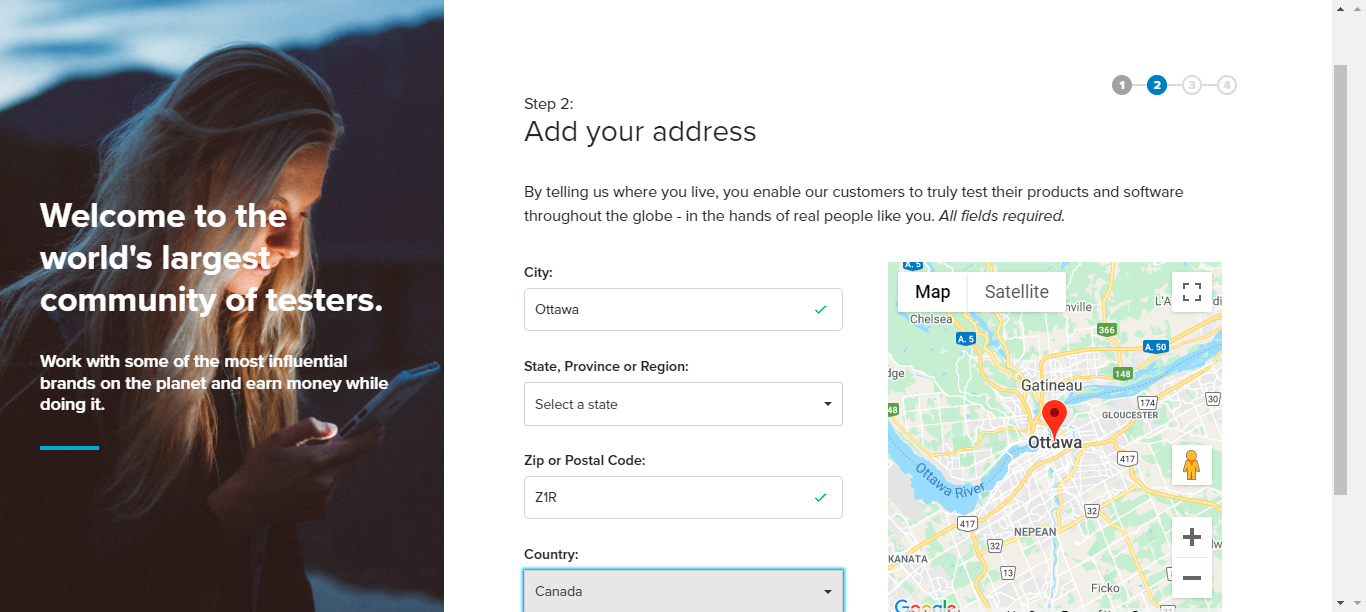 Welcome to the
world's largest
community of testers.
Work with some of the most influential
brands on the planet and earn money while
doing it.
1 2 3 4
Step 2:
Add your address
By telling us where you live, you enable our customers to truly test their products and software
throughout the globe - in the hands of real people like you. All fields required.
City:
Ottawa
State, Province or Region:
Select a state
Zip or Postal Code:
Z1R
Country:
Canada
A. 5
Map Satellite
Chelsea
366
A. 5
A. 50
148
Gatineau
174
30
GLOUCESTER
Ottawa
417
Ottawa River
32
417
NEPEAN
32
KANATA
13
Ficko
31
Google